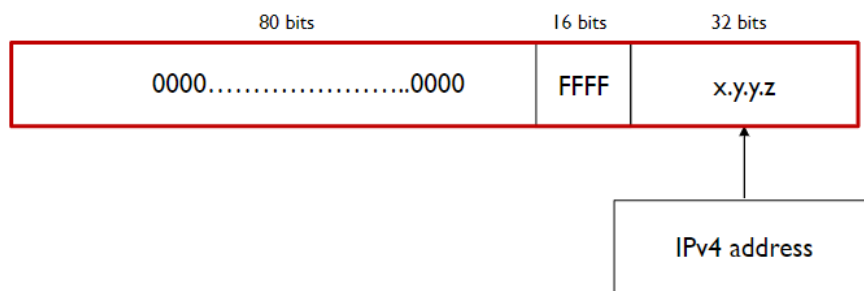 80 bits 16 bits 32 bits
0000.......................0000 FFFF x.y.y.z
IPv4 address